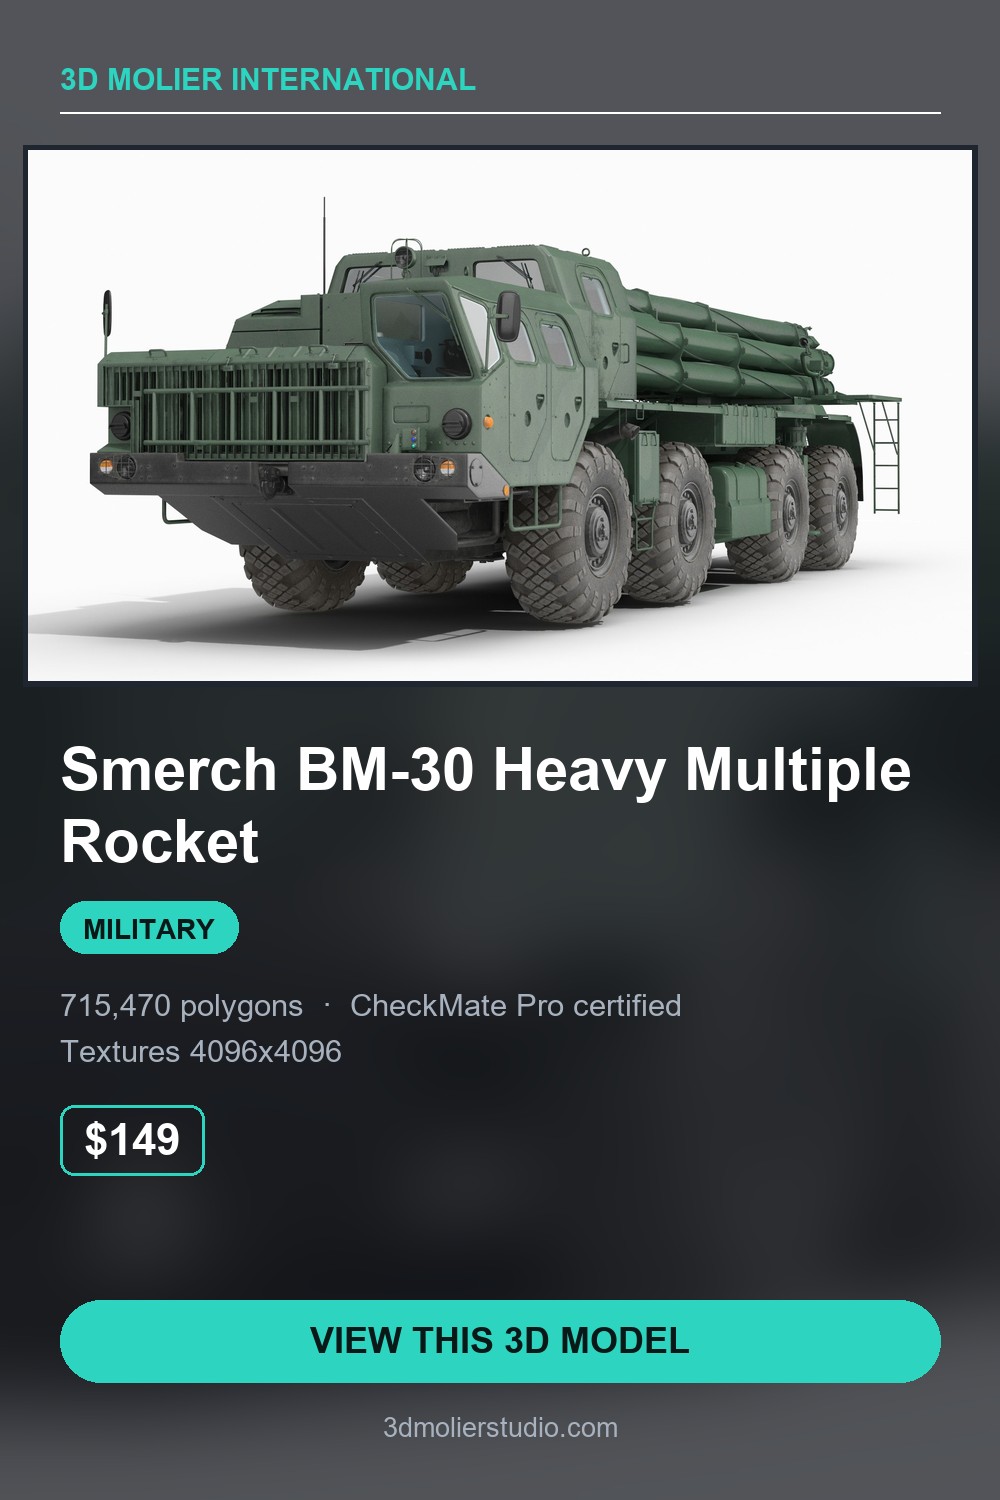 3D MOLIER INTERNATIONAL
Smerch BM-30 Heavy Multiple
Rocket
MILITARY
715,470 polygons · CheckMate Pro certified
Textures 4096x4096
$149
VIEW THIS 3D MODEL
3dmolierstudio.com